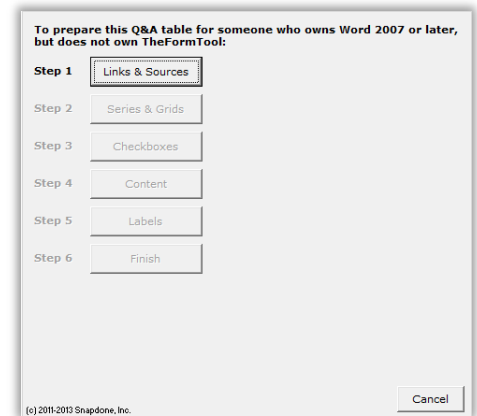 To prepare this Q&A table for someone who owns Word 2007 or later,
but does not own TheFormTool:
Step 1 Links & Sources
Step 2 Series & Grids
Step 3 Checkboxes
Step 4 Content
Step 5 Labels
Step 6 Finish
Cancel
(c) 2011-2013 Snapdone, Inc.